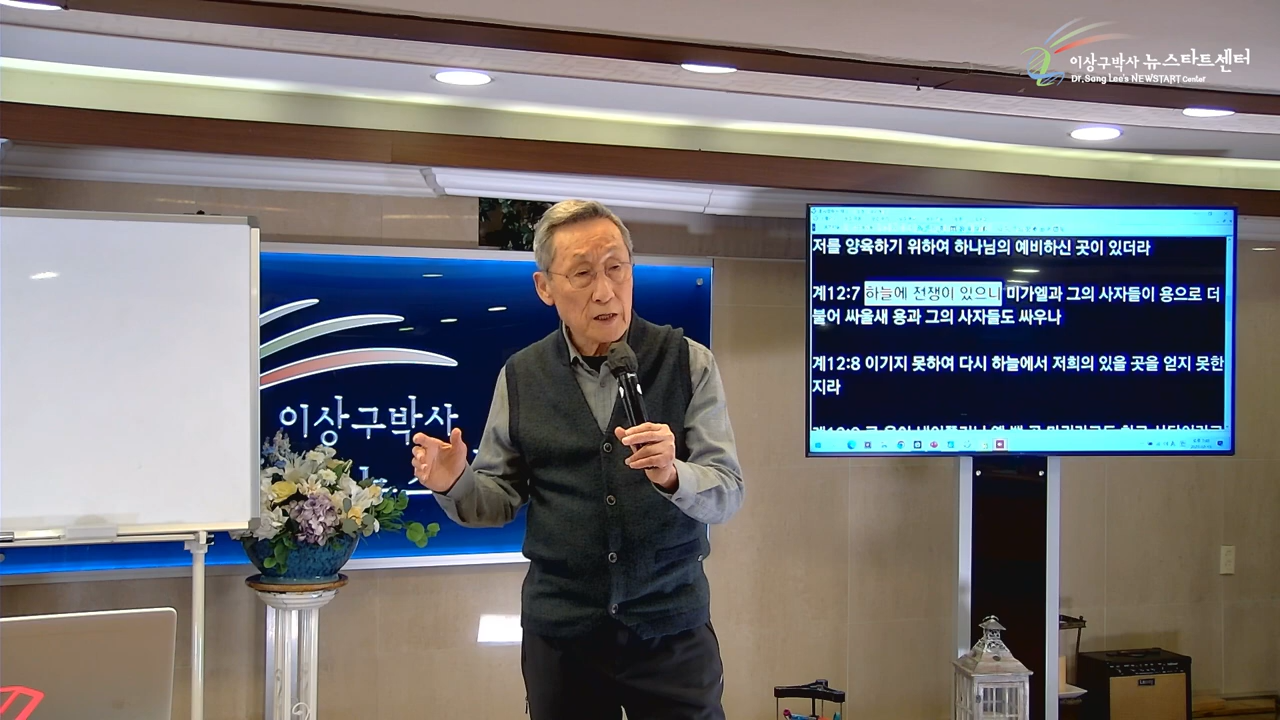 이상구박사 뉴스타트센터
Dr. Sang Lee's NEWSTART Center
저를 양육하기 위하여 하나님의 예비하신 곳이 있더라
계12:7 하늘에 전쟁이 있으니 미가엘과 그의 사자들이 용으로 더
불어 싸울새 용과 그의 사자들도 싸우나
계12:8 이기지 못하여 다시 하늘에서 저희의 있을 곳을 얻지 못한
지라
이상구박사